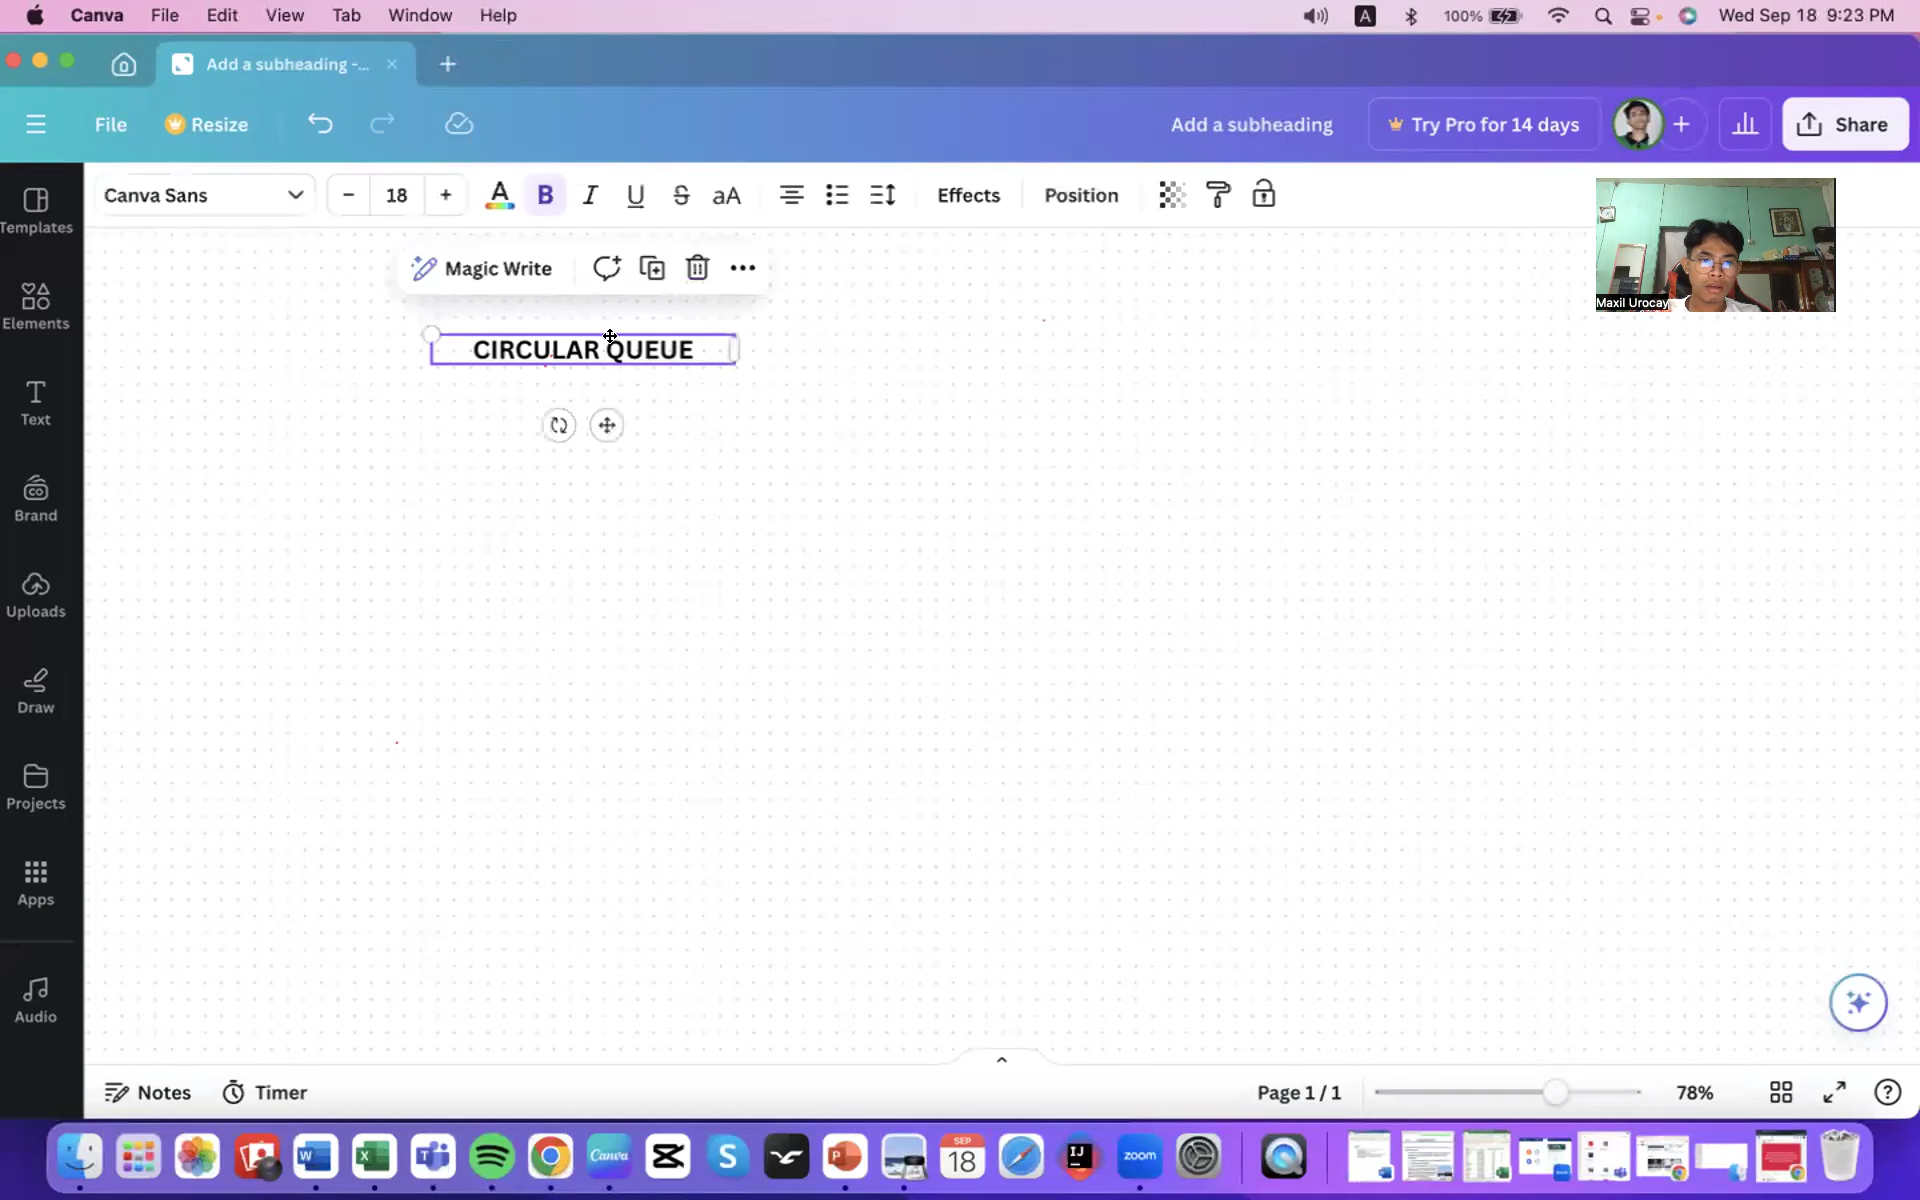 Canva File Edit View Tab Window Help
A 100% Wed Sep 18 9:23 PM
Add a subheading -...
File Resize Add a subheading Try Pro for 14 days Share
Canva Sans 18 A B I U S aA Effects Position
Maxil Urocay
Magic Write
CIRCULAR QUEUE
Templates
Elements
Text
Brand
Uploads
Draw
Projects
Apps
Audio
Notes Timer Page 1 / 1 78%
SEP
18
Canva
zoom
IJ